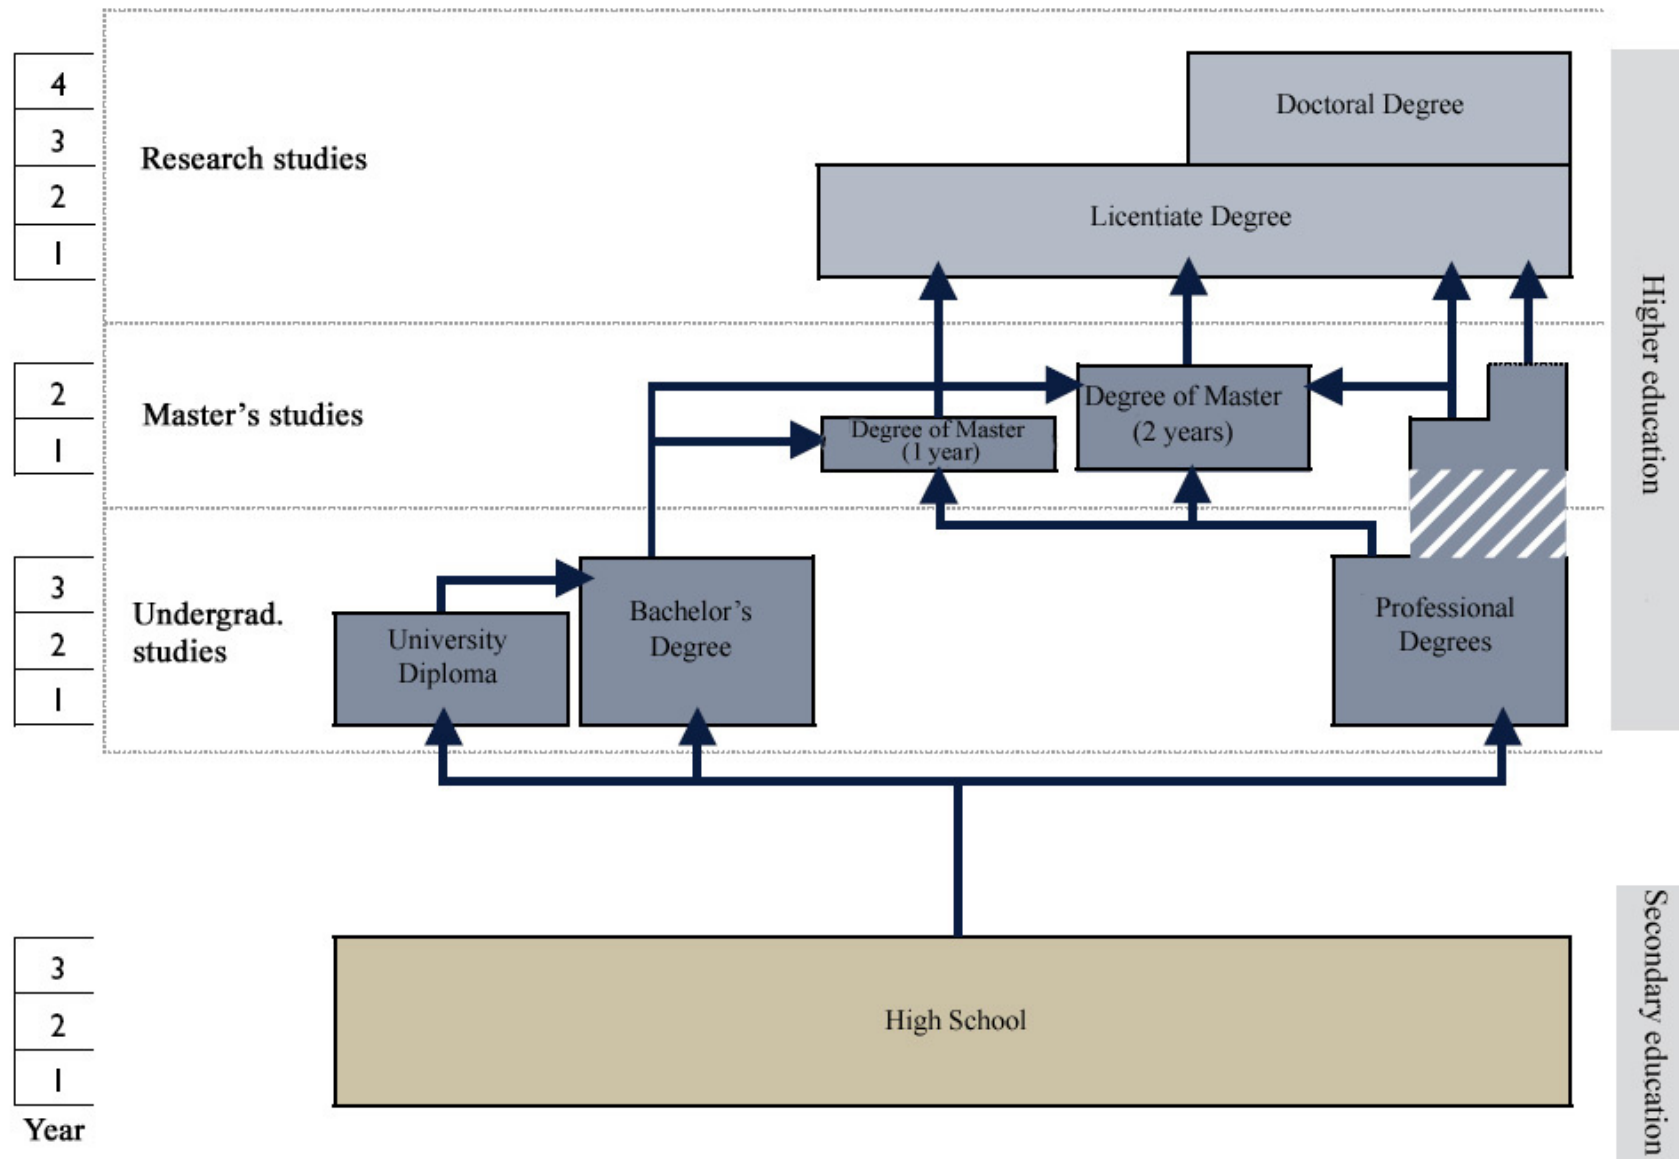 4
3
2
1
Research studies
Doctoral Degree
Licentiate Degree
Higher education
2
1
Master's studies
Degree of Master
(1 year)
Degree of Master
(2 years)
3
2
1
Undergrad.
studies
University
Diploma
Bachelor's
Degree
Professional
Degrees
3
2
1
Year
High School
Secondary education